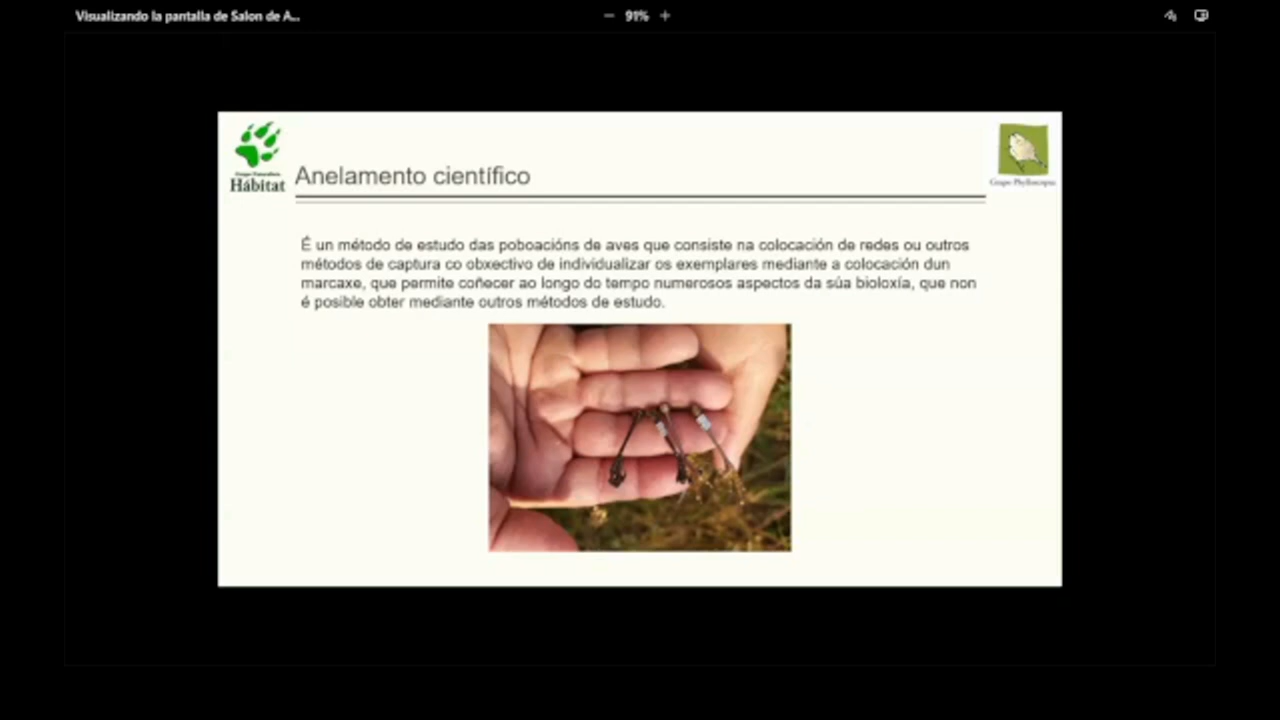 Visualizando la pantalla de Salon de A...
91%
Hábitat
Anelamento científico
Grupo Phylloscopus
É un método de estudo das poboacións de aves que consiste na colocación de redes ou outros
métodos de captura co obxectivo de individualizar os exemplares mediante a colocación dun
marcaxe, que permite coñecer ao longo do tempo numerosos aspectos da súa bioloxía, que non
é posible obter mediante outros métodos de estudo.